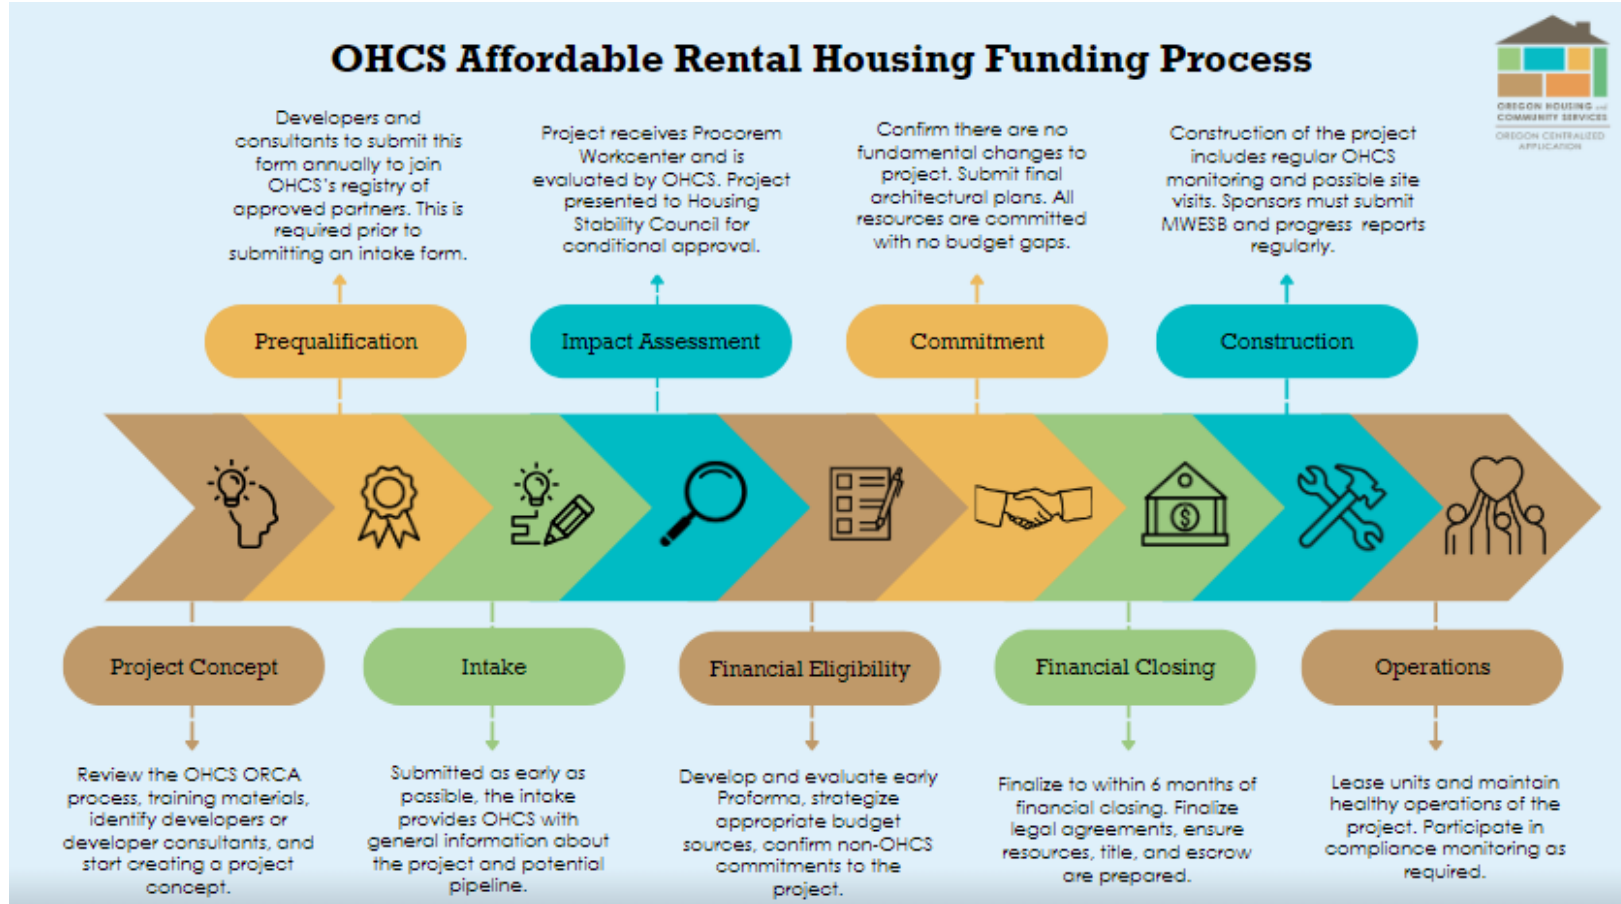 OHCS Affordable Rental Housing Funding Process
OREGON HOUSING and
COMMUNITY SERVICES
OREGON CENTRALIZED
APPLICATION
Developers and
consultants to submit this
form annually to join
OHCS's registry of
approved partners. This is
required prior to
submitting an intake form.
Project receives Procorem
Workcenter and is
evaluated by OHCS. Project
presented to Housing
Stability Council for
conditional approval.
Confirm there are no
fundamental changes to
project. Submit final
architectural plans. All
resources are committed
with no budget gaps.
Construction of the project
includes regular OHCS
monitoring and possible site
visits. Sponsors must submit
MWESB and progress reports
regularly.
Prequalification
Impact Assessment
Commitment
Construction
$
Project Concept
Intake
Financial Eligibility
Financial Closing
Operations
Review the OHCS ORCA
process, training materials,
identify developers or
developer consultants, and
start creating a project
concept.
Submitted as early as
possible, the intake
provides OHCS with
general information about
the project and potential
pipeline.
Develop and evaluate early
Proforma, strategize
appropriate budget
sources, confirm non-OHCS
commitments to the
project.
Finalize to within 6 months of
financial closing. Finalize
legal agreements, ensure
resources, title, and escrow
are prepared.
Lease units and maintain
healthy operations of the
project. Participate in
compliance monitoring as
required.